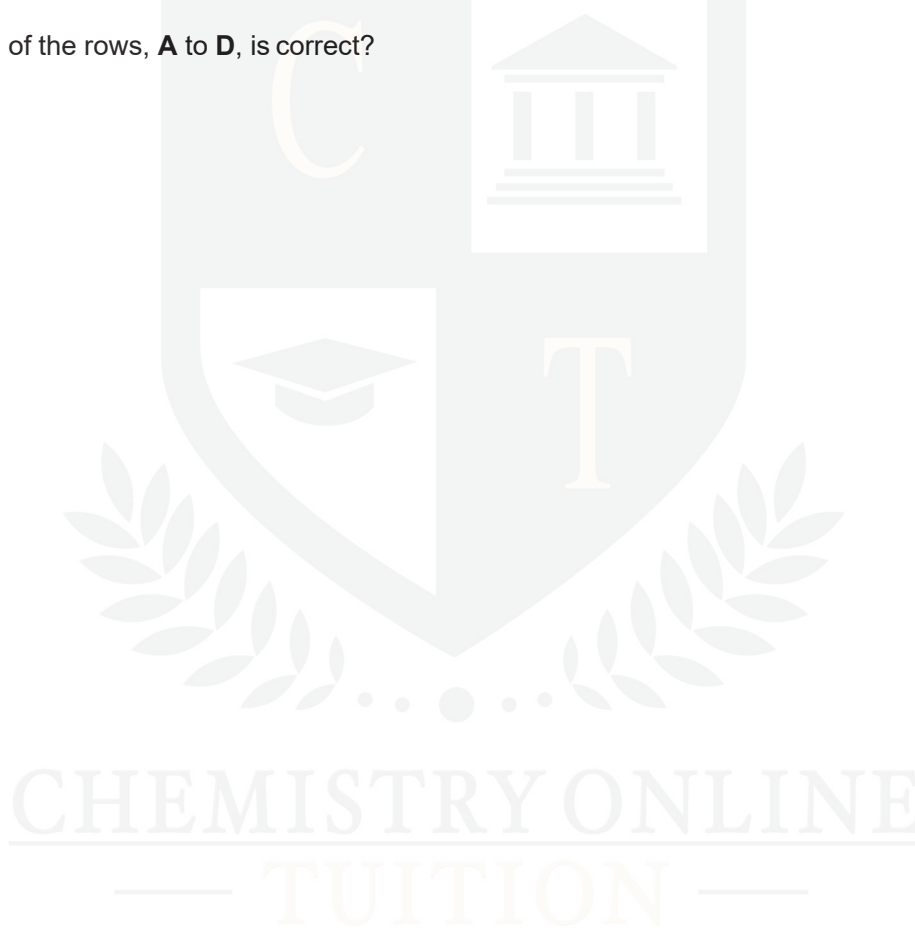 of the rows, A to D, is correct?
C
T
CHEMISTRY ONLINE
TUITION